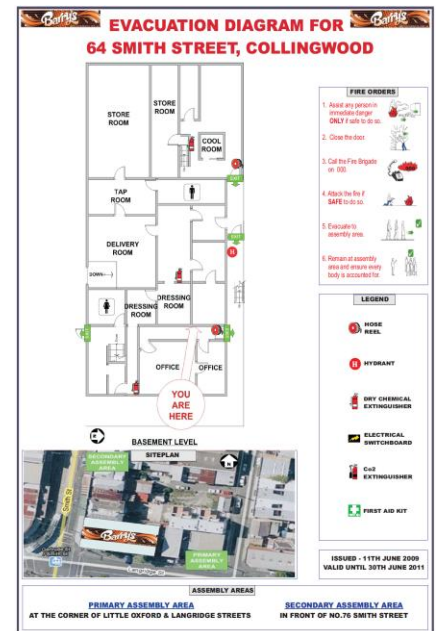 Barry's
EVACUATION DIAGRAM FOR
64 SMITH STREET, COLLINGWOOD
Barry's
STORE
ROOM
STORE
ROOM
COOL
ROOM
EXIT
TAP
ROOM
EXIT
H
DELIVERY
ROOM
DOWN
DRESSING
ROOM
DRESSING
ROOM
EXIT
EXIT
OFFICE
OFFICE
YOU
ARE
HERE
BASEMENT LEVEL
FIRE ORDERS
1. Assist any person in
immediate danger
ONLY if safe to do so.
2. Close the door.
3. Call the Fire Brigade
on 000.
4. Attack the fire if
SAFE to do so.
5. Evacuate to
assembly area.
6. Remain at assembly
area and ensure every
body is accounted for.
LEGEND
HOSE
REEL
H
HYDRANT
DRY CHEMICAL
EXTINGUISHER
ELECTRICAL
SWITCHBOARD
Co2
EXTINGUISHER
FIRST AID KIT
SITEPLAN
N
SECONDARY
ASSEMBLY
AREA
Smith St
Barry's
PRIMARY
ASSEMBLY
AREA
Langridge St
ISSUED - 11TH JUNE 2009
VALID UNTIL 30TH JUNE 2011
ASSEMBLY AREAS
PRIMARY ASSEMBLY AREA
AT THE CORNER OF LITTLE OXFORD & LANGRIDGE STREETS
SECONDARY ASSEMBLY AREA
IN FRONT OF NO.76 SMITH STREET